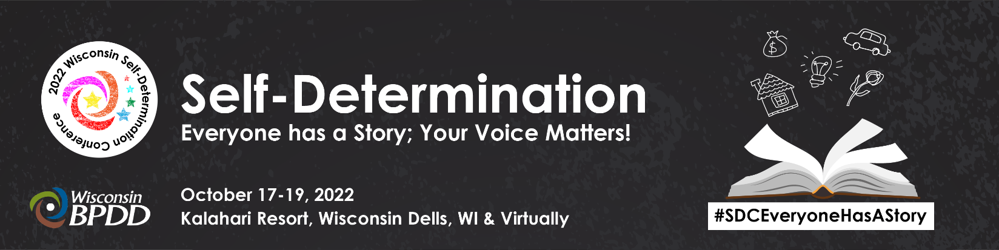 2022 Wisconsin Self-Determination Conference
Self-Determination
Everyone has a Story; Your Voice Matters!
Wisconsin
BPDD
October 17-19, 2022
Kalahari Resort, Wisconsin Dells, WI & Virtually
$
#SDCEveryoneHasAStory